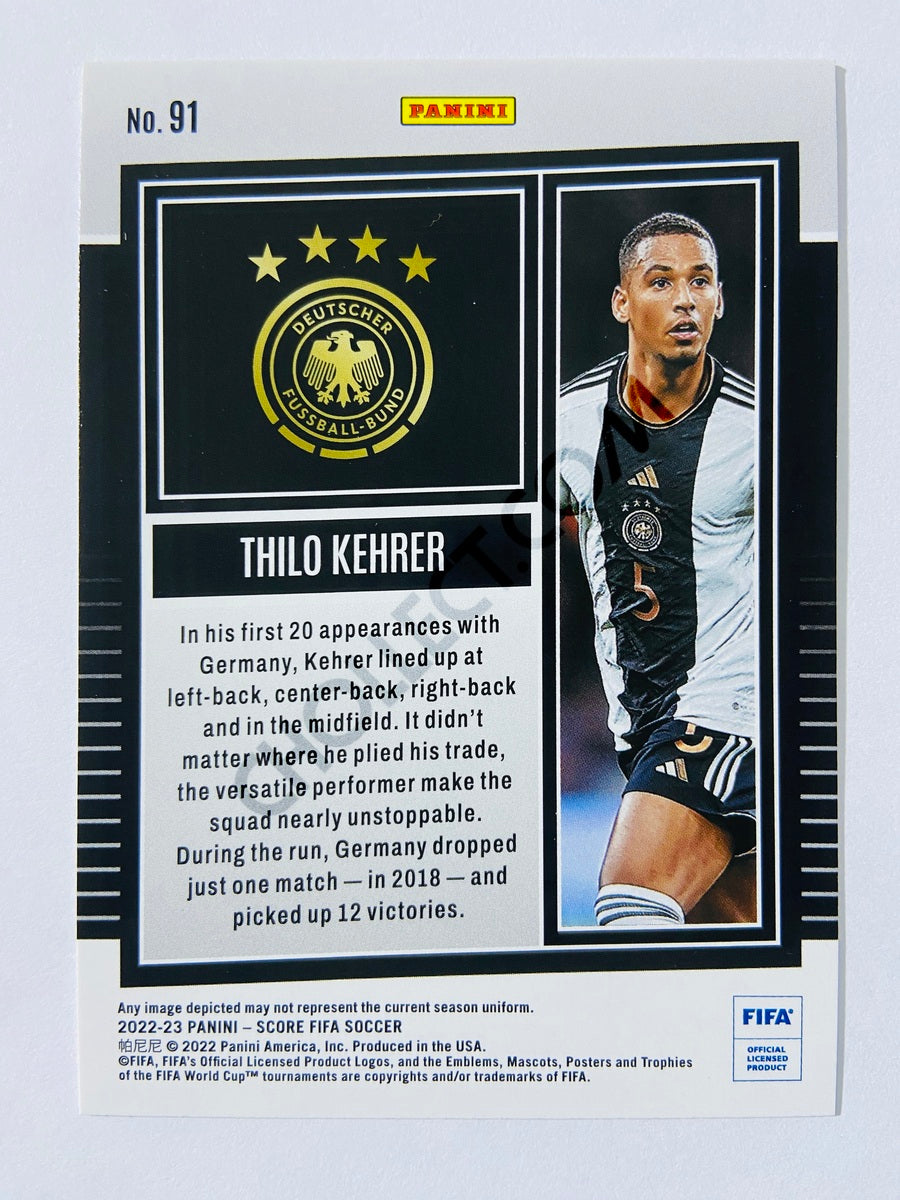 No. 91
PANINI
DEUTSCHER
FUSSBALL-BUND
5
THILO KEHRER
In his first 20 appearances with
Germany, Kehrer lined up at
left-back, center-back, right-back
and in the midfield. It didn't
matter where he plied his trade,
the versatile performer make the
squad nearly unstoppable.
During the run, Germany dropped
just one match — in 2018 — and
picked up 12 victories.
GIOLLECT.COM
Any image depicted may not represent the current season uniform.
2022-23 PANINI – SCORE FIFA SOCCER
帕尼尼 © 2022 Panini America, Inc. Produced in the USA.
©FIFA, FIFA's Official Licensed Product Logos, and the Emblems, Mascots, Posters and Trophies
of the FIFA World Cup™ tournaments are copyrights and/or trademarks of FIFA.
FIFA®
OFFICIAL
LICENSED
PRODUCT